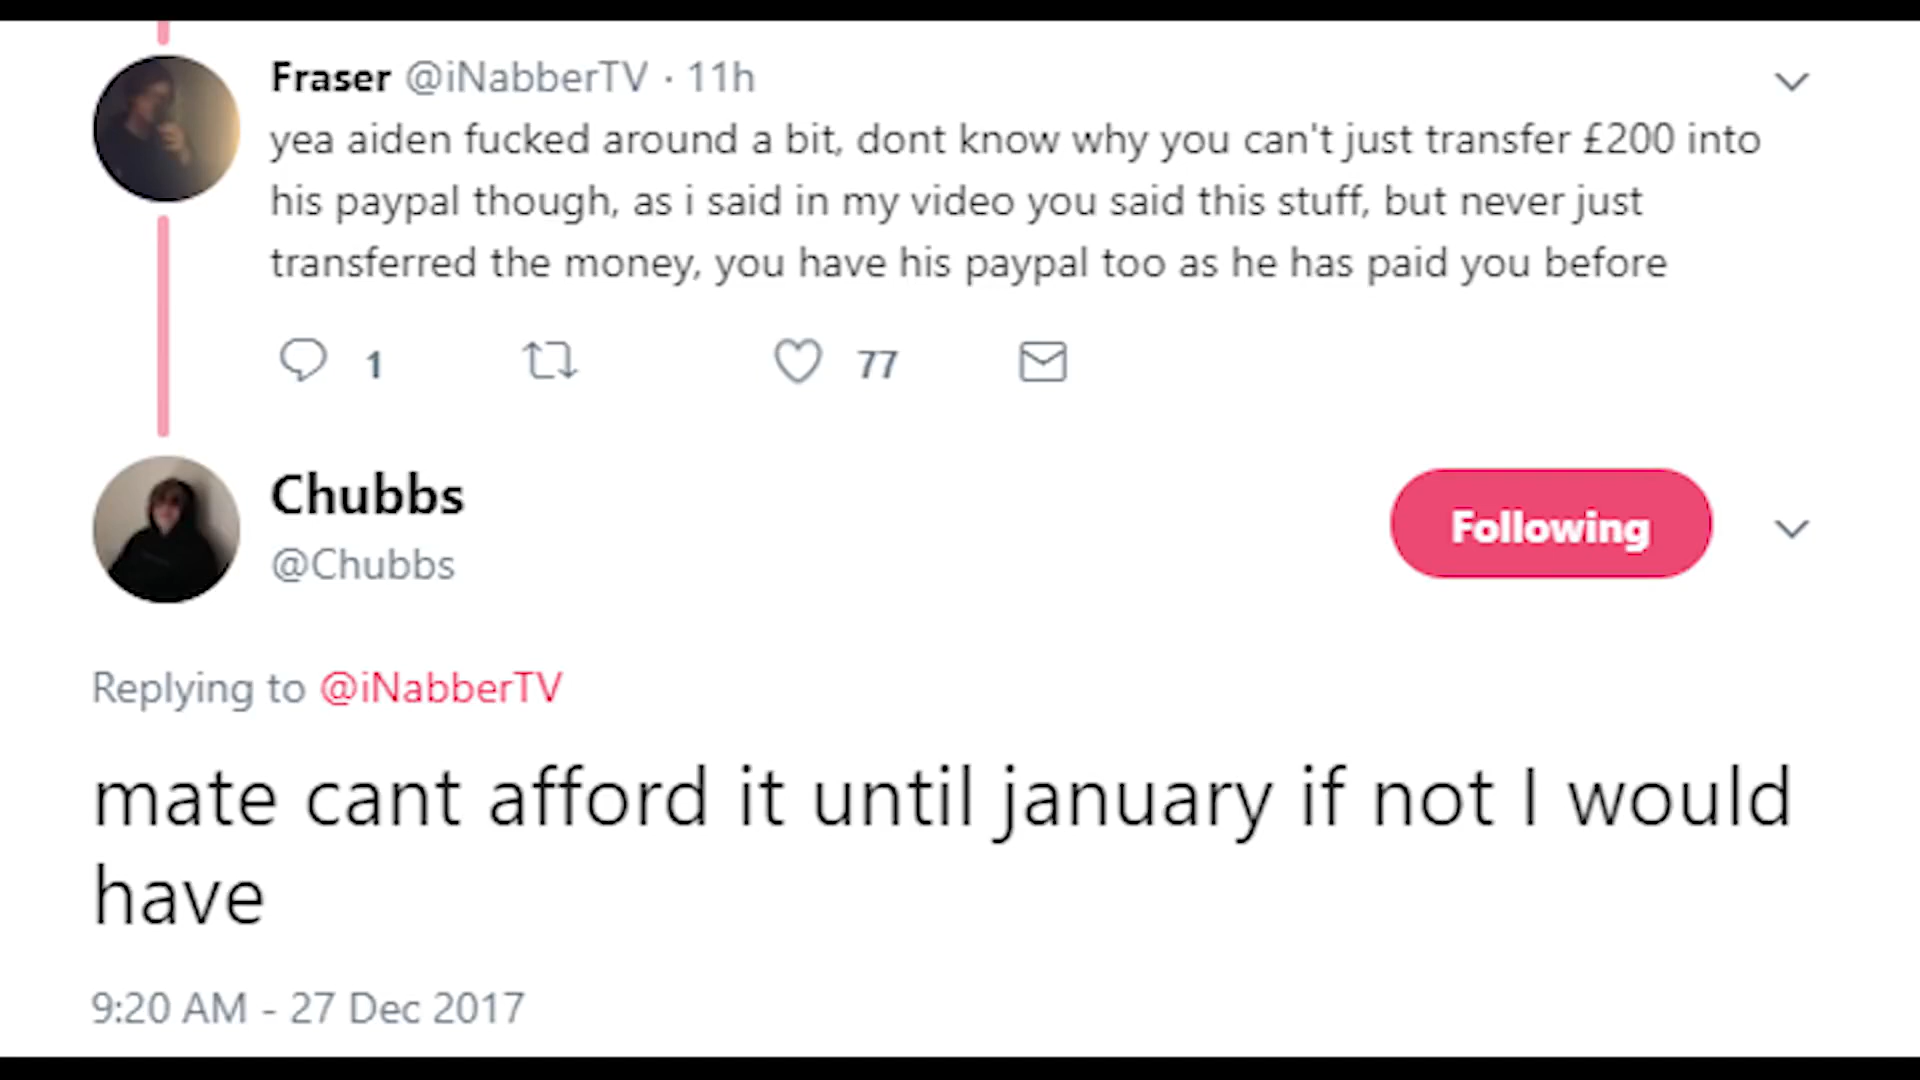 Fraser @iNabberTV · 11h
yea aiden fucked around a bit, dont know why you can't just transfer £200 into
his paypal though, as i said in my video you said this stuff, but never just
transferred the money, you have his paypal too as he has paid you before
1 77
Chubbs
Following
@Chubbs
Replying to @iNabberTV
mate cant afford it until january if not I would
have
9:20 AM - 27 Dec 2017